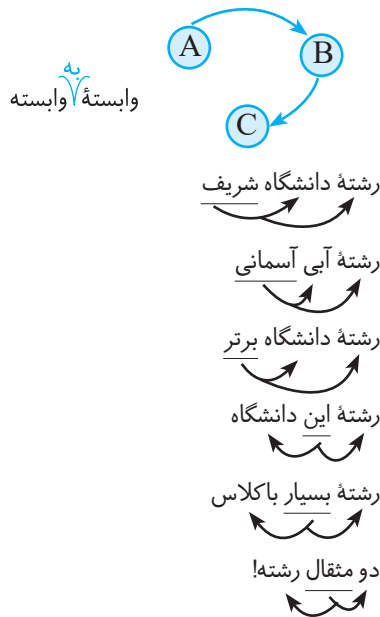 A
B
به
وابستهٔ وابسته
C
رشتهٔ دانشگاه شریف
رشتهٔ آبی آسمانی
رشتهٔ دانشگاه برتر
رشتهٔ این دانشگاه
رشتهٔ بسیار باکلاس
دو مثقال رشته!